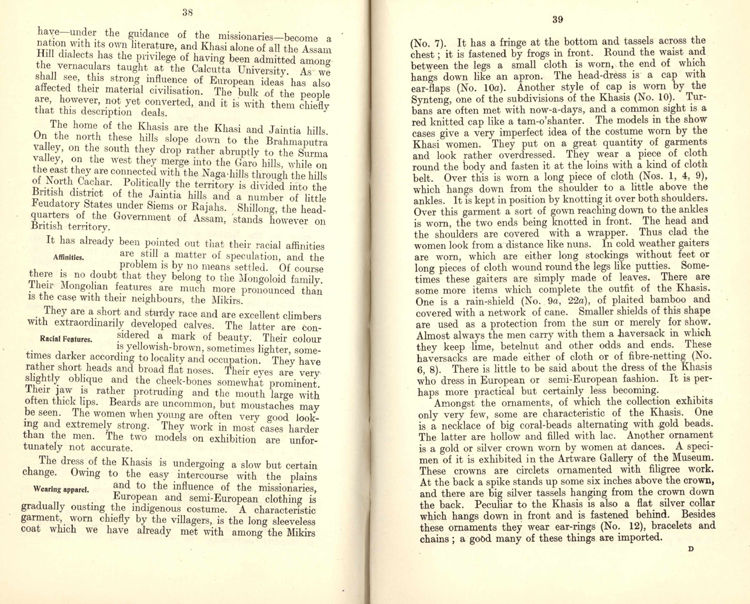 38
have—under the guidance of the missionaries—become a
nation with its own literature, and Khasi alone of all the Assam
Hill dialects has the privilege of having been admitted among
the vernaculars taught at the Calcutta University. As we
shall see, this strong influence of European ideas has also
affected their material civilisation. The bulk of the people
are, however, not yet converted, and it is with them chiefly
that this description deals.
The home of the Khasis are the Khasi and Jaintia hills.
On the north these hills slope down to the Brahmaputra
valley, on the south they drop rather abruptly to the Surma
valley, on the west they merge into the Garo hills, while on
the east they are connected with the Naga hills through the hills
of North Cachar. Politically the territory is divided into the
British district of the Jaintia hills and a number of little
Feudatory States under Siems or Rajahs. Shillong, the head-
quarters of the Government of Assam, stands however on
British territory.
It has already been pointed out that their racial affinities
Affinities. are still a matter of speculation, and the
problem is by no means settled. Of course
there is no doubt that they belong to the Mongoloid family.
Their Mongolian features are much more pronounced than
is the case with their neighbours, the Mikirs.
They are a short and sturdy race and are excellent climbers
with extraordinarily developed calves. The latter are con-
Racial Features. sidered a mark of beauty. Their colour
is yellowish-brown, sometimes lighter, some-
times darker according to locality and occupation. They have
rather short heads and broad flat noses. Their eyes are very
slightly oblique and the cheek-bones somewhat prominent.
Their jaw is rather protruding and the mouth large with
often thick lips. Beards are uncommon, but moustaches may
be seen. The women when young are often very good look-
ing and extremely strong. They work in most cases harder
than the men. The two models on exhibition are unfor-
tunately not accurate.
The dress of the Khasis is undergoing a slow but certain
change. Owing to the easy intercourse with the plains
Wearing apparel. and to the influence of the missionaries,
European and semi-European clothing is
gradually ousting the indigenous costume. A characteristic
garment, worn chiefly by the villagers, is the long sleeveless
coat which we have already met with among the Mikirs
39
(No. 7). It has a fringe at the bottom and tassels across the
chest; it is fastened by frogs in front. Round the waist and
between the legs a small cloth is worn, the end of which
hangs down like an apron. The head-dress is a cap with
ear-flaps (No. 10a). Another style of cap is worn by the
Synteng, one of the subdivisions of the Khasis (No. 10). Tur-
bans are often met with now-a-days, and a common sight is a
red knitted cap like a tam-o'shanter. The models in the show
cases give a very imperfect idea of the costume worn by the
Khasi women. They put on a great quantity of garments
and look rather overdressed. They wear a piece of cloth
round the body and fasten it at the loins with a kind of cloth
belt. Over this is worn a long piece of cloth (Nos. 1, 4, 9),
which hangs down from the shoulder to a little above the
ankles. It is kept in position by knotting it over both shoulders.
Over this garment a sort of gown reaching down to the ankles
is worn, the two ends being knotted in front. The head and
the shoulders are covered with a wrapper. Thus clad the
women look from a distance like nuns. In cold weather gaiters
are worn, which are either long stockings without feet or
long pieces of cloth wound round the legs like putties. Some-
times these gaiters are simply made of leaves. There are
some more items which complete the outfit of the Khasis.
One is a rain-shield (No. 9a, 22a), of plaited bamboo and
covered with a network of cane. Smaller shields of this shape
are used as a protection from the sun or merely for show.
Almost always the men carry with them a haversack in which
they keep lime, betelnut and other odds and ends. These
haversacks are made either of cloth or of fibre-netting (No.
6, 8). There is little to be said about the dress of the Khasis
who dress in European or semi-European fashion. It is per-
haps more practical but certainly less becoming.
Amongst the ornaments, of which the collection exhibits
only very few, some are characteristic of the Khasis. One
is a necklace of big coral-beads alternating with gold beads.
The latter are hollow and filled with lac. Another ornament
is a gold or silver crown worn by women at dances. A speci-
men of it is exhibited in the Artware Gallery of the Museum.
These crowns are circlets ornamented with filigree work.
At the back a spike stands up some six inches above the crown,
and there are big silver tassels hanging from the crown down
the back. Peculiar to the Khasis is also a flat silver collar
which hangs down in front and is fastened behind. Besides
these ornaments they wear ear-rings (No. 12), bracelets and
chains; a good many of these things are imported.
D